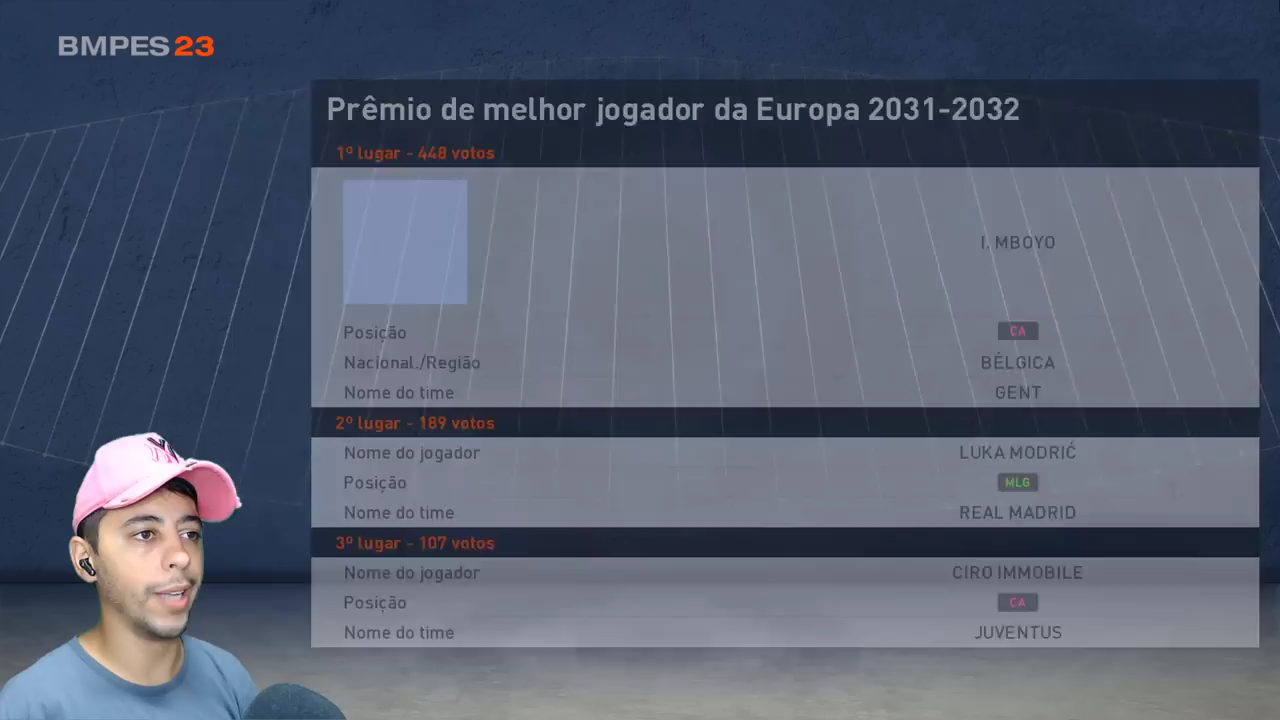 BMPES 23
Prêmio de melhor jogador da Europa 2031-2032
1º lugar - 448 votos
I. MBOYO
Posição CA
Nacional./Região BÉLGICA
Nome do time GENT
2º lugar - 189 votos
Nome do jogador LUKA MODRIĆ
Posição MLG
Nome do time REAL MADRID
3º lugar - 107 votos
Nome do jogador CIRO IMMOBILE
Posição CA
Nome do time JUVENTUS